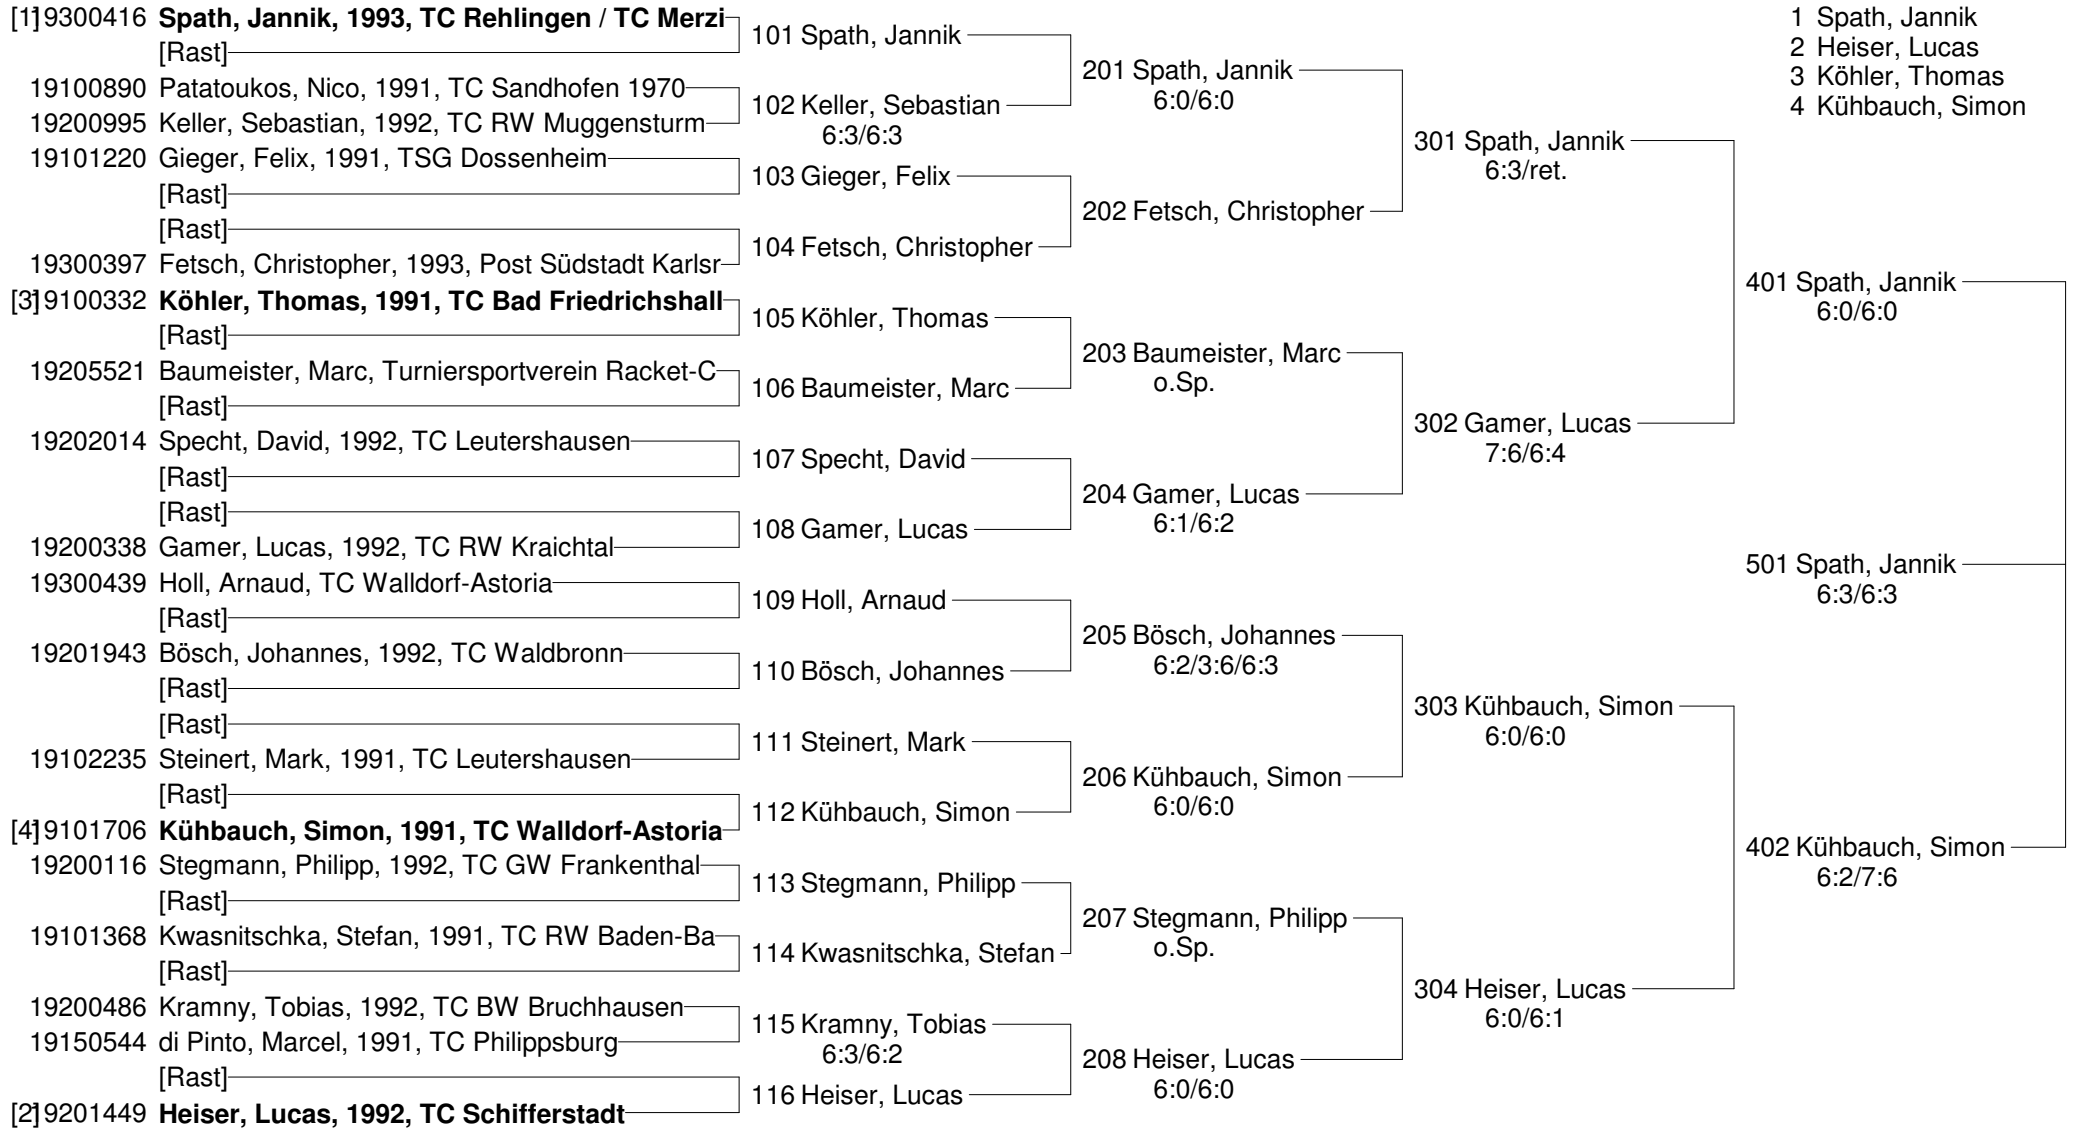 [1]19300416 Spath, Jannik, 1993, TC Rehlingen / TC Merzi
[Rast]
19100890 Patatoukos, Nico, 1991, TC Sandhofen 1970
19200995 Keller, Sebastian, 1992, TC RW Muggensturm
19101220 Gieger, Felix, 1991, TSG Dossenheim
[Rast]
[Rast]
19300397 Fetsch, Christopher, 1993, Post Südstadt Karlsr
[3]19100332 Köhler, Thomas, 1991, TC Bad Friedrichshall
[Rast]
19205521 Baumeister, Marc, Turniersportverein Racket-C
[Rast]
19202014 Specht, David, 1992, TC Leutershausen
[Rast]
[Rast]
19200338 Gamer, Lucas, 1992, TC RW Kraichtal
19300439 Holl, Arnaud, TC Walldorf-Astoria
[Rast]
19201943 Bösch, Johannes, 1992, TC Waldbronn
[Rast]
[Rast]
19102235 Steinert, Mark, 1991, TC Leutershausen
[Rast]
[4]19101706 Kühbauch, Simon, 1991, TC Walldorf-Astoria
19200116 Stegmann, Philipp, 1992, TC GW Frankenthal
[Rast]
19101368 Kwasnitschka, Stefan, 1991, TC RW Baden-Ba
[Rast]
19200486 Kramny, Tobias, 1992, TC BW Bruchhausen
19150544 di Pinto, Marcel, 1991, TC Philippsburg
[Rast]
[2]19201449 Heiser, Lucas, 1992, TC Schifferstadt
101 Spath, Jannik
102 Keller, Sebastian
6:3/6:3
103 Gieger, Felix
104 Fetsch, Christopher
105 Köhler, Thomas
106 Baumeister, Marc
107 Specht, David
108 Gamer, Lucas
109 Holl, Arnaud
110 Bösch, Johannes
111 Steinert, Mark
112 Kühbauch, Simon
113 Stegmann, Philipp
114 Kwasnitschka, Stefan
115 Kramny, Tobias
6:3/6:2
116 Heiser, Lucas
201 Spath, Jannik
6:0/6:0
202 Fetsch, Christopher
203 Baumeister, Marc
o.Sp.
204 Gamer, Lucas
6:1/6:2
205 Bösch, Johannes
6:2/3:6/6:3
206 Kühbauch, Simon
6:0/6:0
207 Stegmann, Philipp
o.Sp.
208 Heiser, Lucas
6:0/6:0
301 Spath, Jannik
6:3/ret.
302 Gamer, Lucas
7:6/6:4
303 Kühbauch, Simon
6:0/6:0
304 Heiser, Lucas
6:0/6:1
401 Spath, Jannik
6:0/6:0
501 Spath, Jannik
6:3/6:3
402 Kühbauch, Simon
6:2/7:6
1 Spath, Jannik
2 Heiser, Lucas
3 Köhler, Thomas
4 Kühbauch, Simon